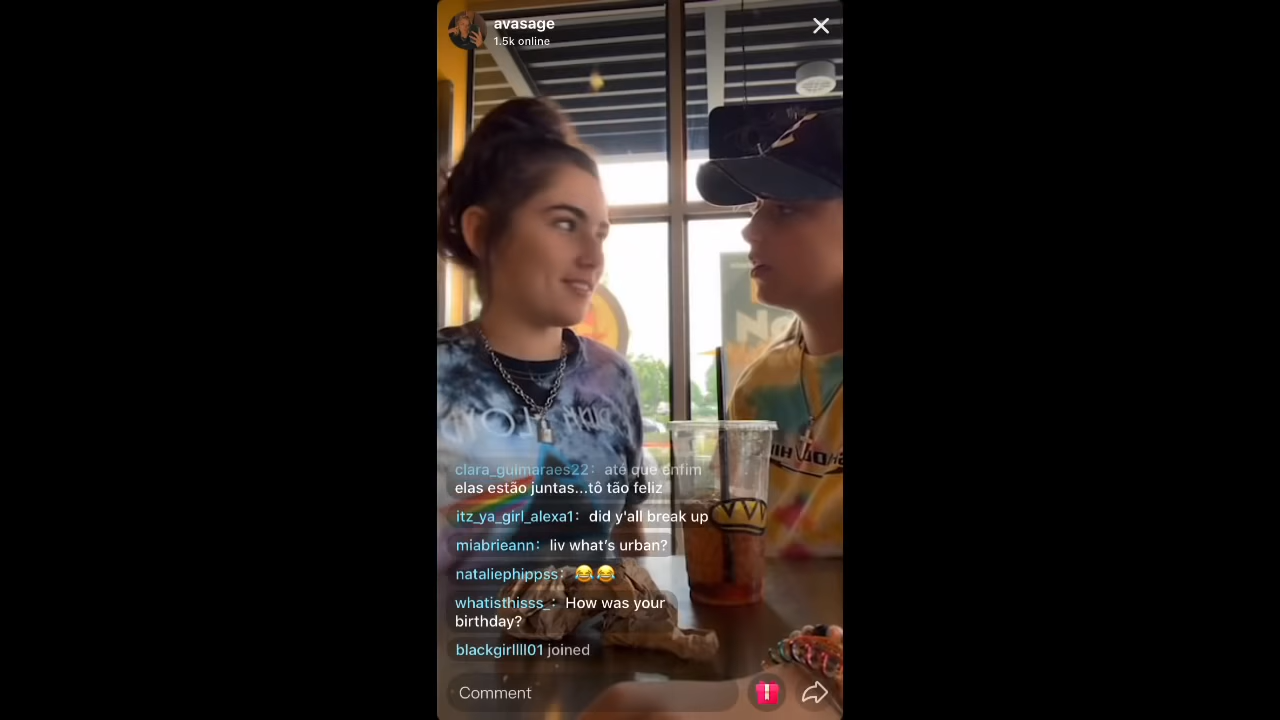 avasage
1.5k online
clara_guimaraes22: até que enfim
elas estão juntas...tô tão feliz
itz_ya_girl_alexa1: did y'all break up
miabrieann: liv what's urban?
nataliephippss: 😂😂
whatisthisss_: How was your
birthday?
blackgirllll01 joined
Comment